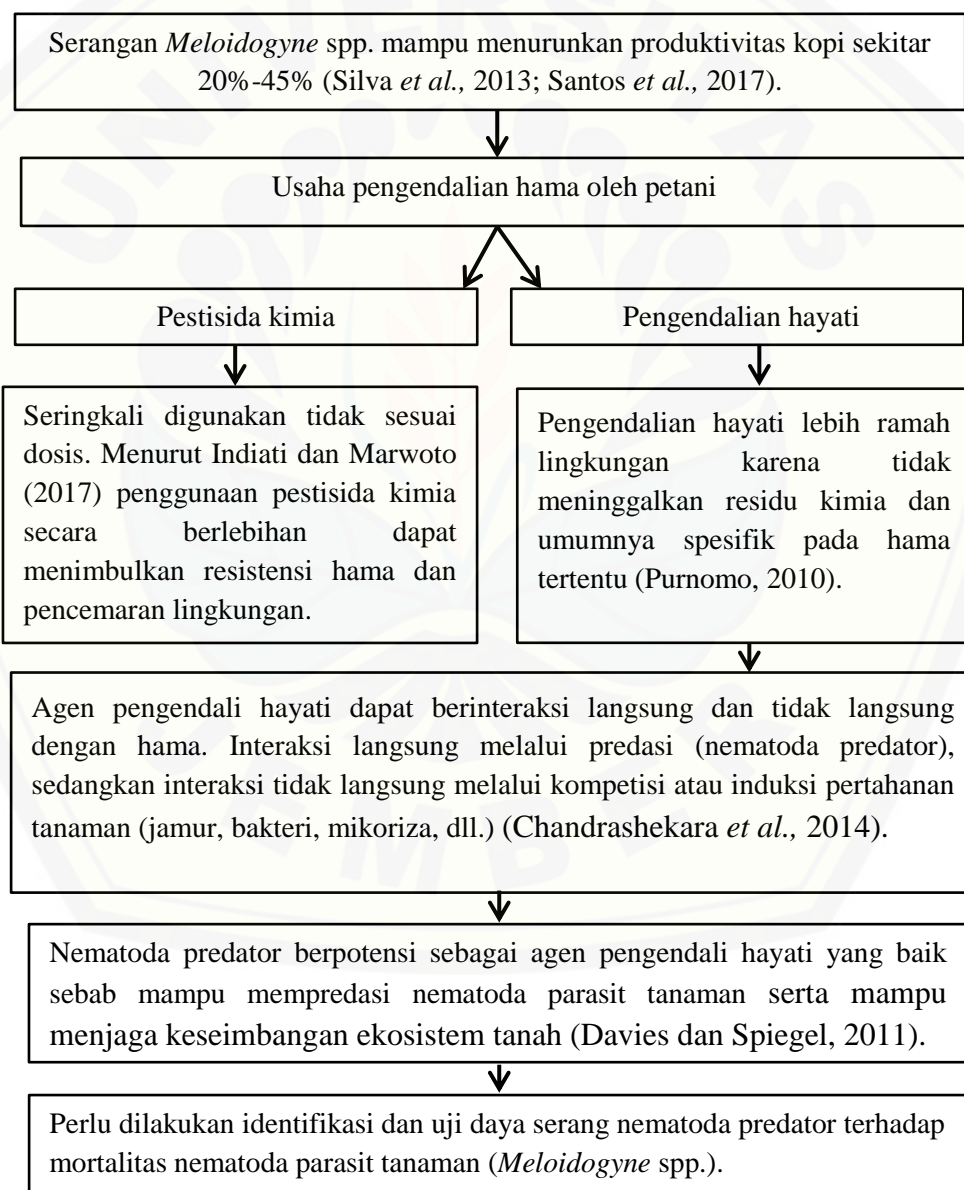 UNIVERSITAS
JEMBER
Serangan Meloidogyne spp. mampu menurunkan produktivitas kopi sekitar
20%-45% (Silva et al., 2013; Santos et al., 2017).
Usaha pengendalian hama oleh petani
Pestisida kimia
Seringkali digunakan tidak sesuai
dosis. Menurut Indiati dan Marwoto
(2017) penggunaan pestisida kimia
secara berlebihan dapat
menimbulkan resistensi hama dan
pencemaran lingkungan.
Pengendalian hayati
Pengendalian hayati lebih ramah
lingkungan karena tidak
meninggalkan residu kimia dan
umumnya spesifik pada hama
tertentu (Purnomo, 2010).
Agen pengendali hayati dapat berinteraksi langsung dan tidak langsung
dengan hama. Interaksi langsung melalui predasi (nematoda predator),
sedangkan interaksi tidak langsung melalui kompetisi atau induksi pertahanan
tanaman (jamur, bakteri, mikoriza, dll.) (Chandrashekara et al., 2014).
Nematoda predator berpotensi sebagai agen pengendali hayati yang baik
sebab mampu mempredasi nematoda parasit tanaman serta mampu
menjaga keseimbangan ekosistem tanah (Davies dan Spiegel, 2011).
Perlu dilakukan identifikasi dan uji daya serang nematoda predator terhadap
mortalitas nematoda parasit tanaman (Meloidogyne spp.).